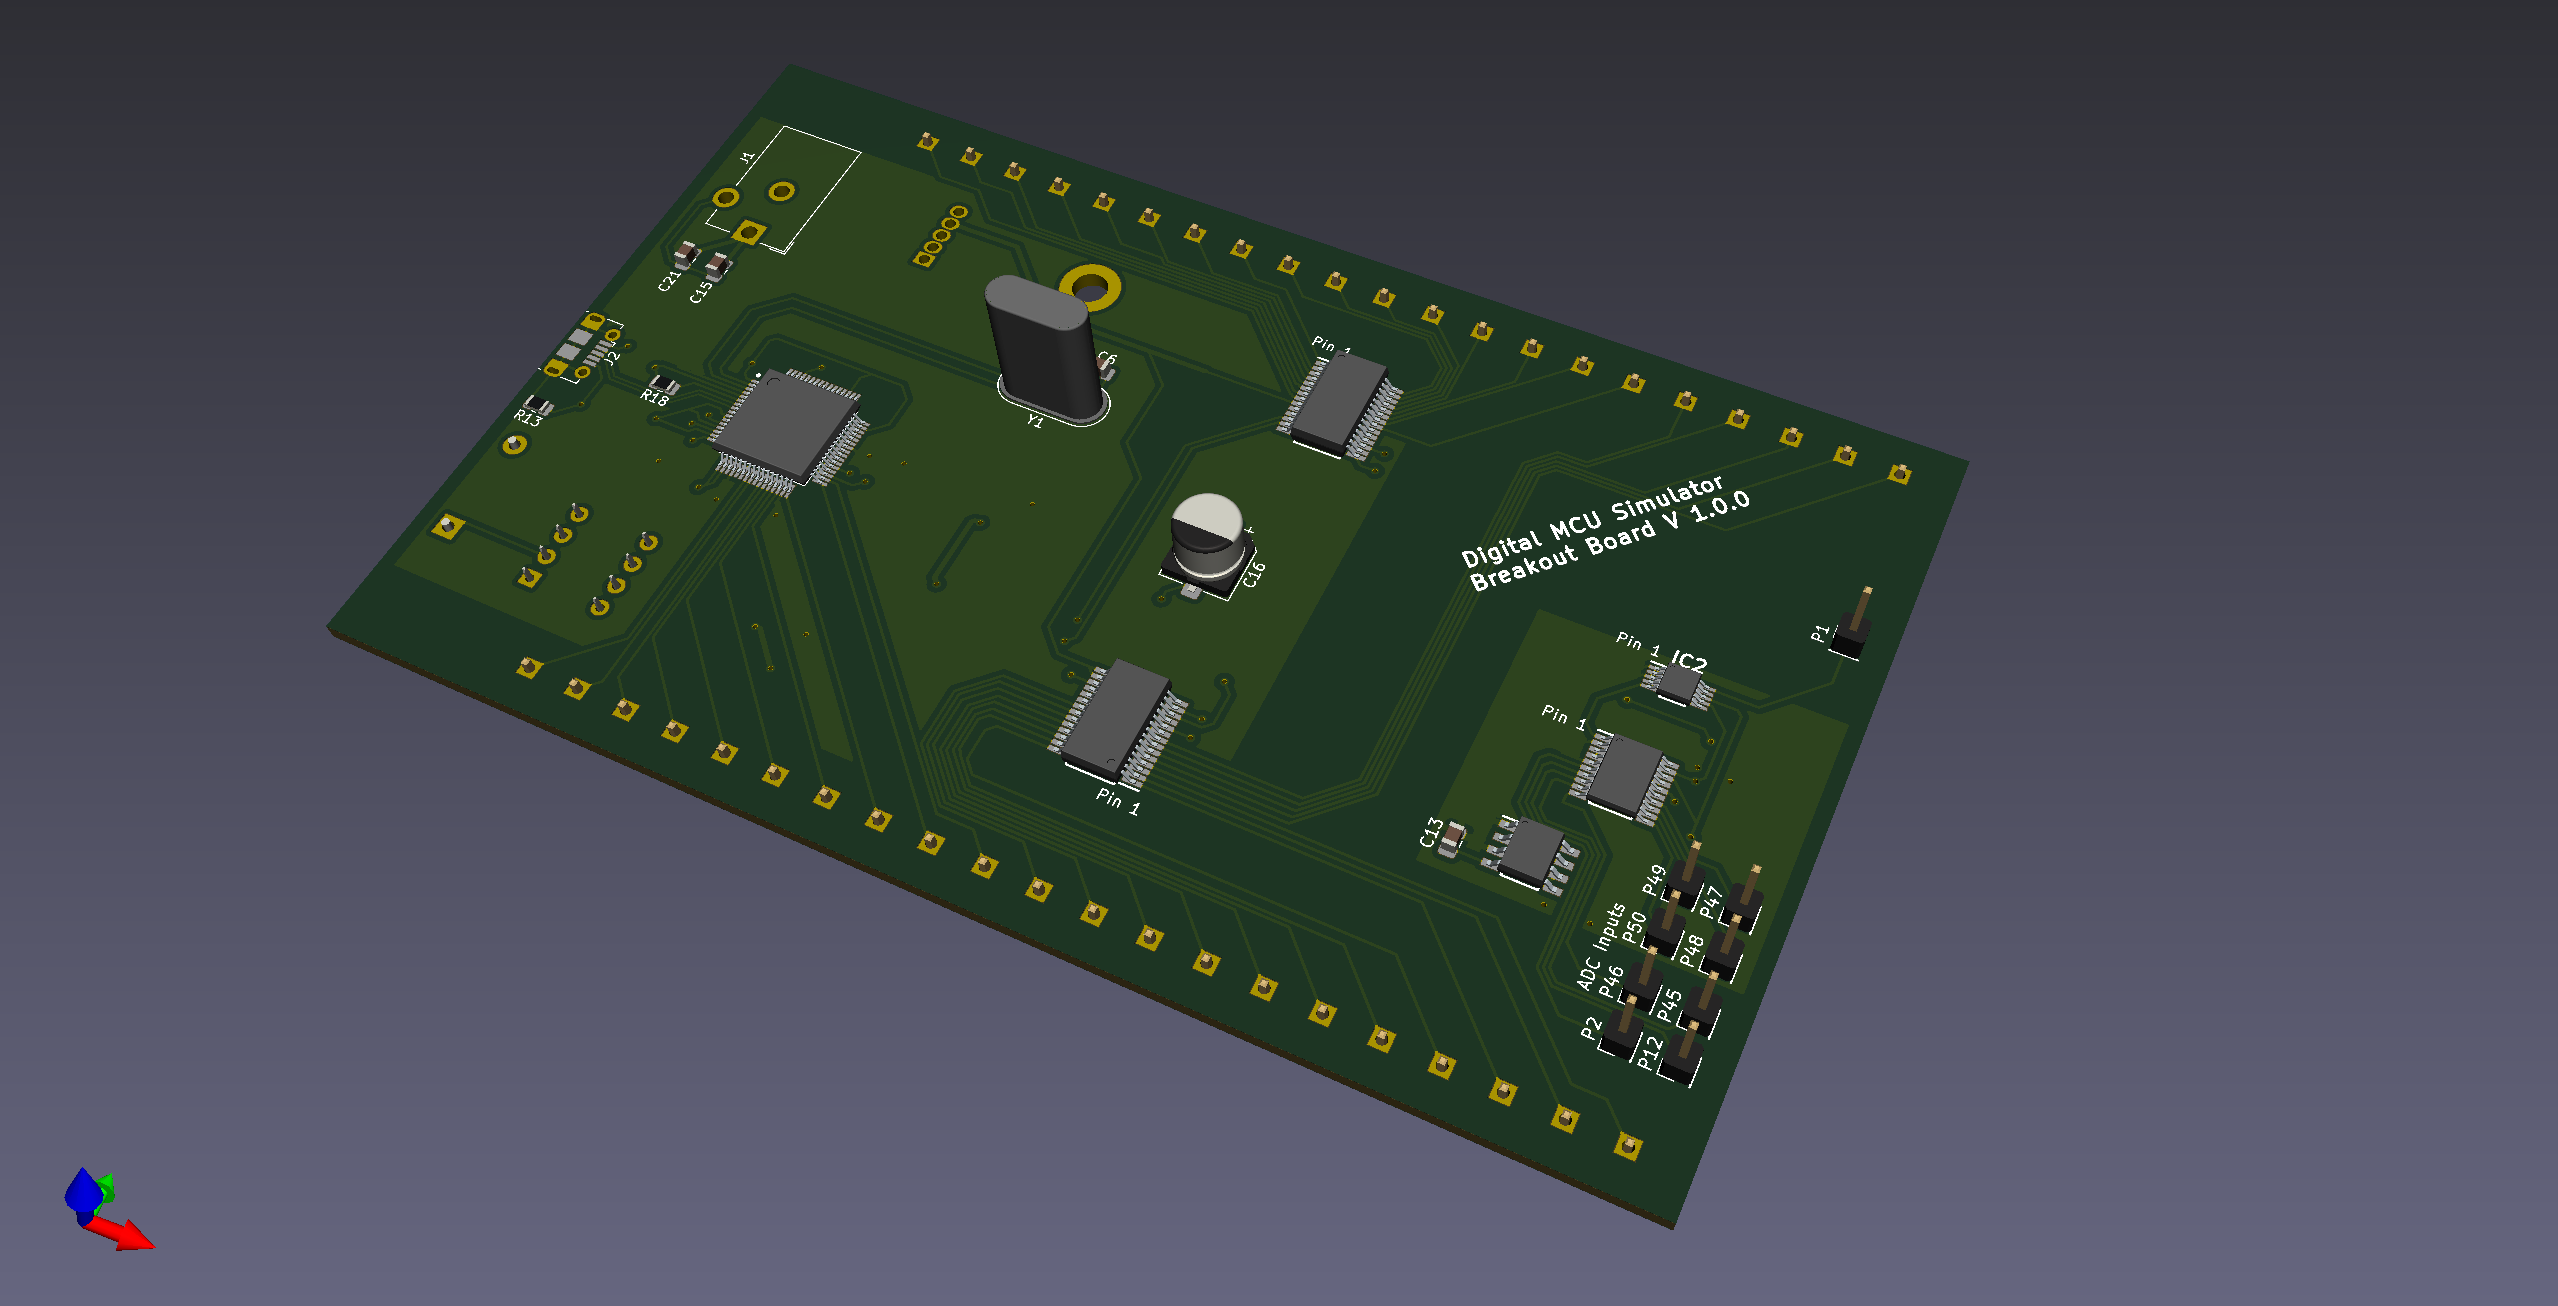 J1
C21
C15
J2
R18
R13
C6
Y1
Pin 1
+
C16
Digital MCU Simulator
Breakout Board V 1.0.0
P1
Pin 1
IC2
Pin 1
Pin 1
C13
P49
P47
ADC Inputs
P50
P48
P46
P45
P2
P12